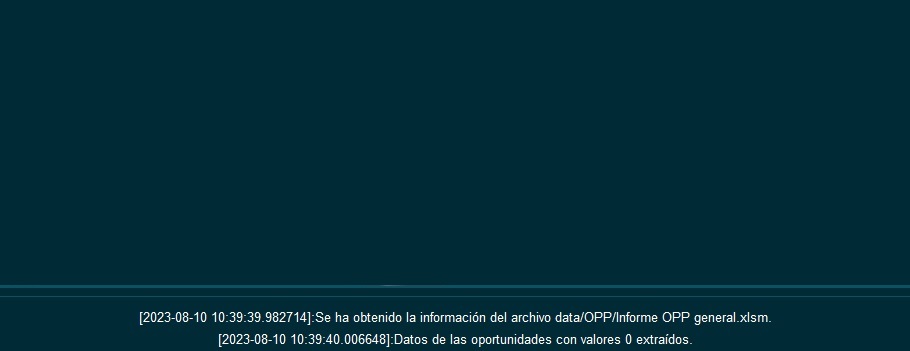 [2023-08-10 10:39:39.982714]:Se ha obtenido la información del archivo data/OPP/Informe OPP general.xlsm.
[2023-08-10 10:39:40.006648]:Datos de las oportunidades con valores 0 extraídos.